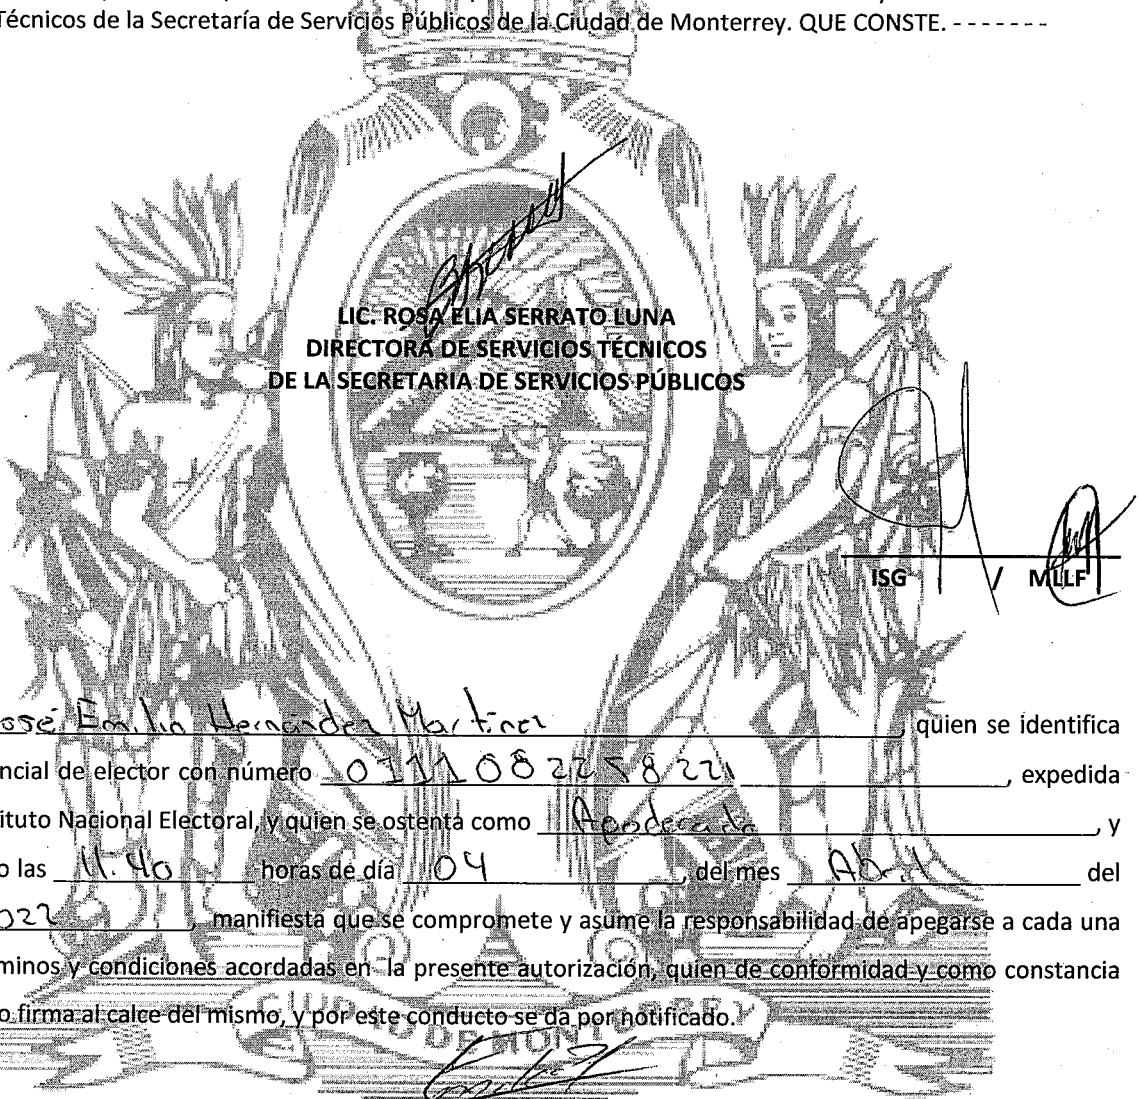 Técnicos de la Secretaría de Servicios Públicos de la Ciudad de Monterrey. QUE CONSTE. - - - - - - -
LIC. ROSA ELIA SERRATO LUNA
DIRECTORA DE SERVICIOS TÉCNICOS
DE LA SECRETARIA DE SERVICIOS PÚBLICOS
ISG / MLLF
osé Emilio Hernández Martinez, quien se identifica
ncial de elector con número, expedida
ituto Nacional Electoral, y quien se ostenta como Apoderado, y
o las 11:40 horas de día 04, del mes Abril del
022, manifiesta que se compromete y asume la responsabilidad de apegarse a cada una
minos y condiciones acordadas en la presente autorización, quien de conformidad y como constancia
o firma al calce del mismo, y por este conducto se da por notificado.